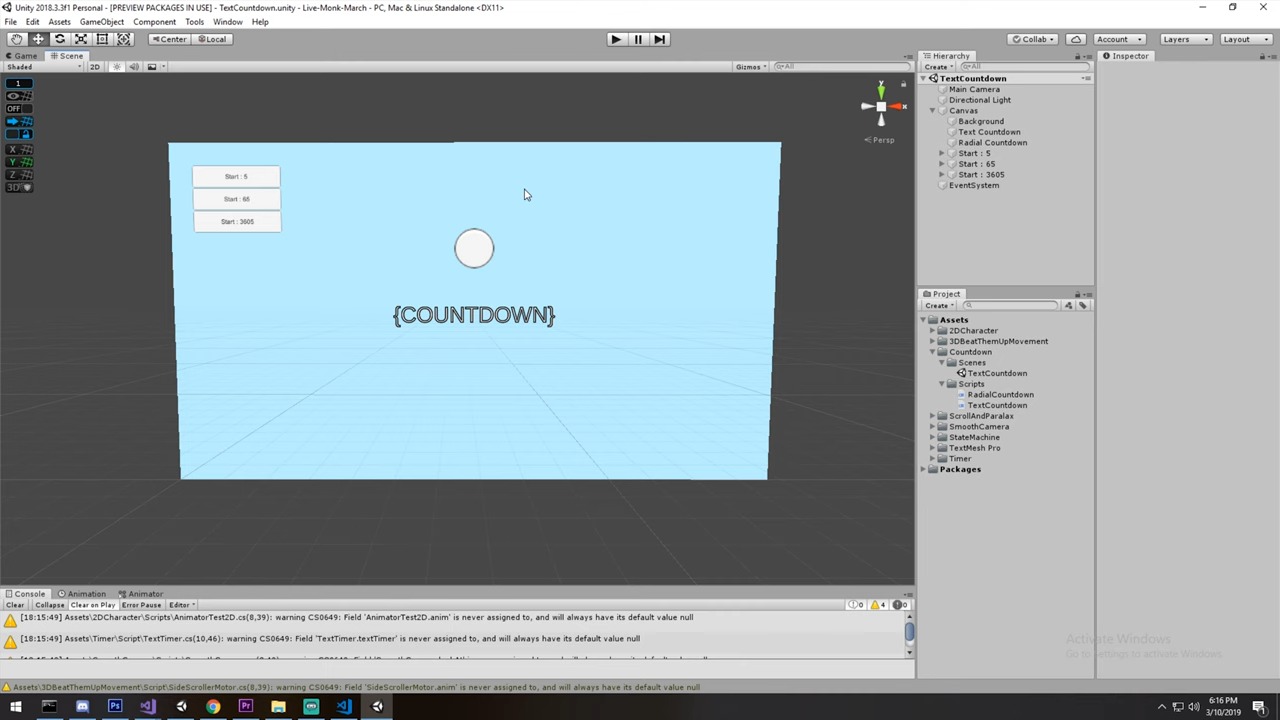 Unity 2018.3.3f1 Personal - [PREVIEW PACKAGES IN USE] - TextCountdown.unity - Live-Monk-March - PC, Mac & Linux Standalone <DX11>
File Edit Assets GameObject Component Tools Window Help
Center Local Collab Account Layers Layout
Game Scene Hierarchy Inspector
Shaded 2D Gizmos All Create All
1
OFF
X
Y
Z
3D
y
x
Persp
TextCountdown
Main Camera
Directional Light
Canvas
Background
Text Countdown
Radial Countdown
Start : 5
Start : 65
Start : 3605
EventSystem
Start : 5
Start : 65
Start : 3605
{COUNTDOWN}
Project
Create
Assets
2DCharacter
3DBeatThemUpMovement
Countdown
Scenes
TextCountdown
Scripts
RadialCountdown
TextCountdown
ScrollAndParalax
SmoothCamera
StateMachine
TextMesh Pro
Timer
Packages
Console Animation Animator
Clear Collapse Clear on Play Error Pause Editor 0 4 0
[18:15:49] Assets\2DCharacter\Scripts\AnimatorTest2D.cs(8,39): warning CS0649: Field 'AnimatorTest2D.anim' is never assigned to, and will always have its default value null
[18:15:49] Assets\Timer\Script\TextTimer.cs(10,46): warning CS0649: Field 'TextTimer.textTimer' is never assigned to, and will always have its default value null
Assets\3DBeatThemUpMovement\Script\SideScrollerMotor.cs(8,39): warning CS0649: Field 'SideScrollerMotor.anim' is never assigned to, and will always have its default value null
Activate Windows
Go to Settings to activate Windows.
6:16 PM
3/10/2019